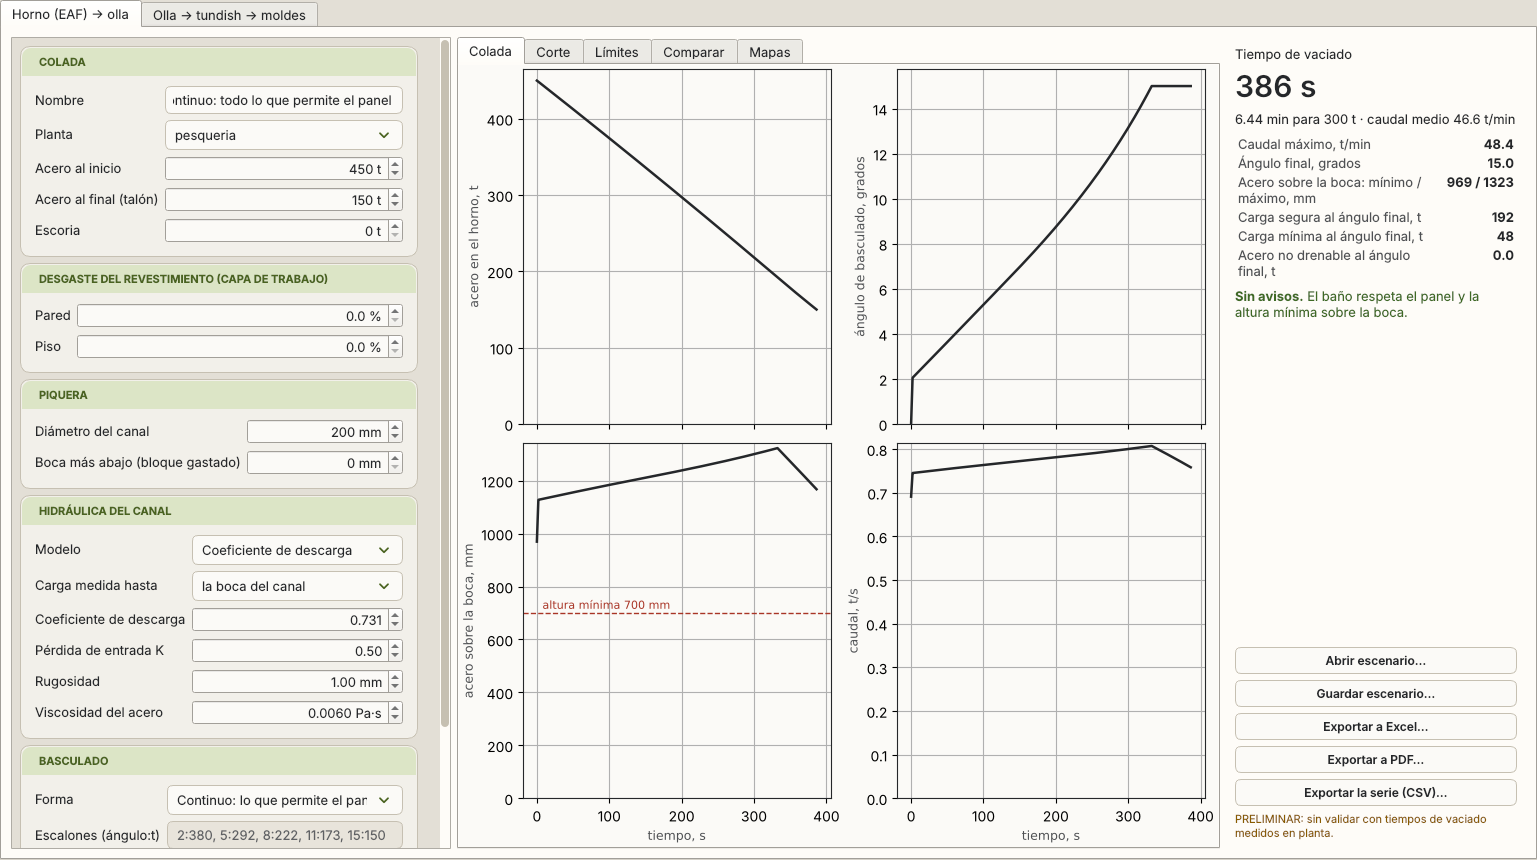 Horno (EAF) → olla
Olla → tundish → moldes
COLADA
Nombre
ntinuo: todo lo que permite el panel
Planta
pesqueria
Acero al inicio
450 t
Acero al final (talón)
150 t
Escoria
0 t
DESGASTE DEL REVESTIMIENTO (CAPA DE TRABAJO)
Pared
0.0 %
Piso
0.0 %
PIQUERA
Diámetro del canal
200 mm
Boca más abajo (bloque gastado)
0 mm
HIDRÁULICA DEL CANAL
Modelo
Coeficiente de descarga
Carga medida hasta
la boca del canal
Coeficiente de descarga
0.731
Pérdida de entrada K
0.50
Rugosidad
1.00 mm
Viscosidad del acero
0.0060 Pa·s
BASCULADO
Forma
Continuo: lo que permite el par
Escalones (ángulo:t)
2:380, 5:292, 8:222, 11:173, 15:150
Colada
Corte
Límites
Comparar
Mapas
acero en el horno, t
400
300
200
100
0
ángulo de basculado, grados
14
12
10
8
6
4
2
0
acero sobre la boca, mm
1200
1000
800
600
400
200
0
altura mínima 700 mm
0
100
200
300
400
tiempo, s
caudal, t/s
0.8
0.7
0.6
0.5
0.4
0.3
0.2
0.1
0.0
0
100
200
300
400
tiempo, s
Tiempo de vaciado
386 s
6.44 min para 300 t · caudal medio 46.6 t/min
Caudal máximo, t/min
48.4
Ángulo final, grados
15.0
Acero sobre la boca: mínimo /
máximo, mm
969 / 1323
Carga segura al ángulo final, t
192
Carga mínima al ángulo final, t
48
Acero no drenable al ángulo
final, t
0.0
Sin avisos. El baño respeta el panel y la
altura mínima sobre la boca.
Abrir escenario...
Guardar escenario...
Exportar a Excel...
Exportar a PDF...
Exportar la serie (CSV)...
PRELIMINAR: sin validar con tiempos de vaciado
medidos en planta.